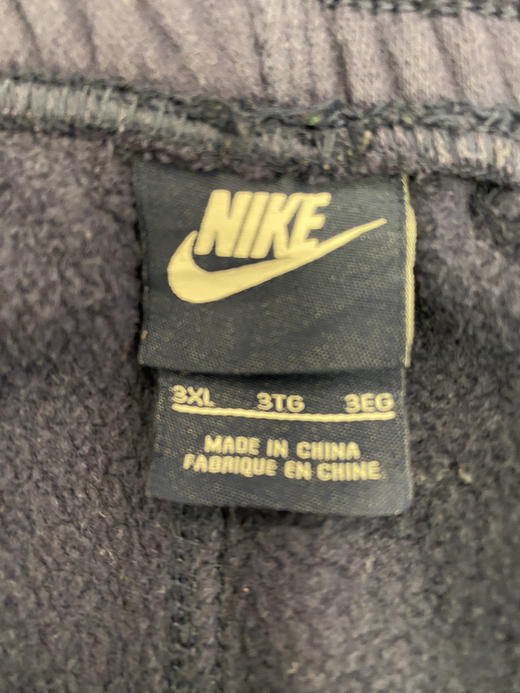 NIKE
3XL 3TG 3EG
MADE IN CHINA
FABRIQUE EN CHINE